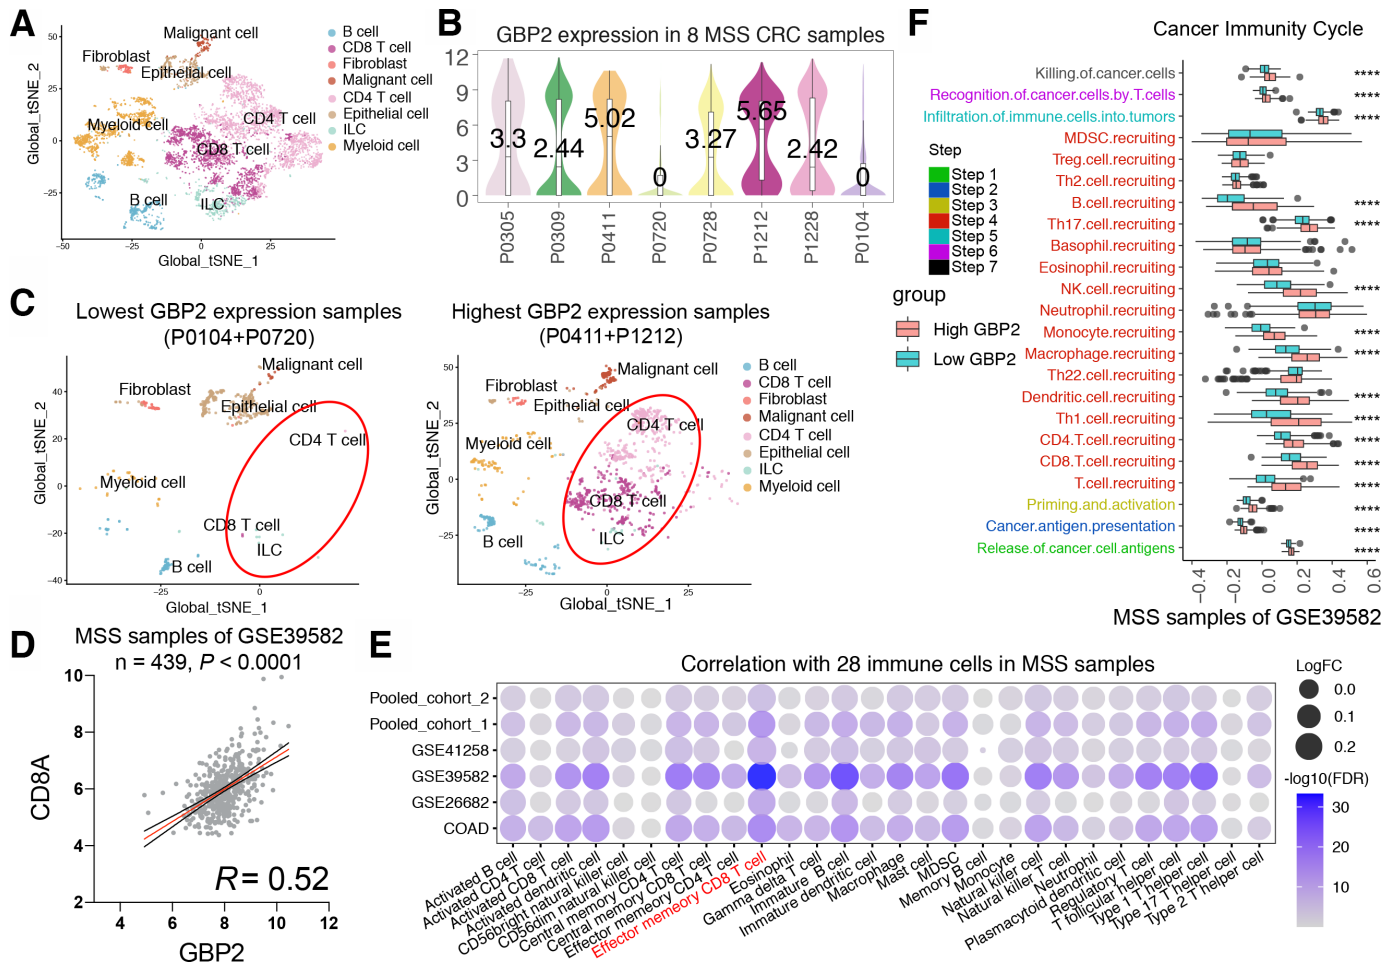 A
Malignant cell
Fibroblast
Epithelial cell
CD4 T cell
Myeloid cell
CD8 T cell
B cell
ILC
50
25
0
−25
−50
−25
0
25
Global_tSNE_2
Global_tSNE_1
B cell
CD8 T cell
Fibroblast
Malignant cell
CD4 T cell
Epithelial cell
ILC
Myeloid cell
B
GBP2 expression in 8 MSS CRC samples
12
9
6
3
0
3.3
2.44
5.02
0
3.27
5.65
2.42
0
P0305
P0309
P0411
P0720
P0728
P1212
P1228
P0104
C
Lowest GBP2 expression samples
(P0104+P0720)
Malignant cell
Fibroblast
Epithelial cell
CD4 T cell
Myeloid cell
CD8 T cell
ILC
B cell
40
20
0
−20
−40
−25
0
Global_tSNE_2
Global_tSNE_1
Highest GBP2 expression samples
(P0411+P1212)
Malignant cell
Fibroblast
Epithelial cell
CD4 T cell
Myeloid cell
CD8 T cell
B cell
ILC
50
25
0
−25
−25
0
25
Global_tSNE_2
Global_tSNE_1
B cell
CD8 T cell
Fibroblast
Malignant cell
CD4 T cell
Epithelial cell
ILC
Myeloid cell
D
MSS samples of GSE39582
n = 439, P < 0.0001
10
8
6
4
2
4
6
8
10
12
CD8A
GBP2
R = 0.52
E
Correlation with 28 immune cells in MSS samples
Pooled_cohort_2
Pooled_cohort_1
GSE41258
GSE39582
GSE26682
COAD
Activated B cell
Activated CD4 T cell
Activated CD8 T cell
Activated dendritic cell
CD56bright natural killer cell
CD56dim natural killer cell
Central memory CD4 T cell
Central memory CD8 T cell
Effector memeory CD4 T cell
Effector memeory CD8 T cell
Eosinophil
Gamma delta T cell
Immature B cell
Immature dendritic cell
Macrophage
Mast cell
MDSC
Memory B cell
Monocyte
Natural killer cell
Natural killer T cell
Neutrophil
Plasmacytoid dendritic cell
Regulatory T cell
T follicular helper cell
Type 1 T helper cell
Type 17 T helper cell
Type 2 T helper cell
LogFC
0.0
0.1
0.2
-log10(FDR)
30
20
10
F
Cancer Immunity Cycle
Step
Step 1
Step 2
Step 3
Step 4
Step 5
Step 6
Step 7
group
High GBP2
Low GBP2
Killing.of.cancer.cells ****
Recognition.of.cancer.cells.by.T.cells ****
Infiltration.of.immune.cells.into.tumors ****
MDSC.recruiting
Treg.cell.recruiting
Th2.cell.recruiting
B.cell.recruiting ****
Th17.cell.recruiting ****
Basophil.recruiting
Eosinophil.recruiting
NK.cell.recruiting ****
Neutrophil.recruiting
Monocyte.recruiting ****
Macrophage.recruiting ****
Th22.cell.recruiting
Dendritic.cell.recruiting ****
Th1.cell.recruiting ****
CD4.T.cell.recruiting ****
CD8.T.cell.recruiting ****
T.cell.recruiting ****
Priming.and.activation ****
Cancer.antigen.presentation ****
Release.of.cancer.cell.antigens ****
−0.4
−0.2
0.0
0.2
0.4
0.6
MSS samples of GSE39582